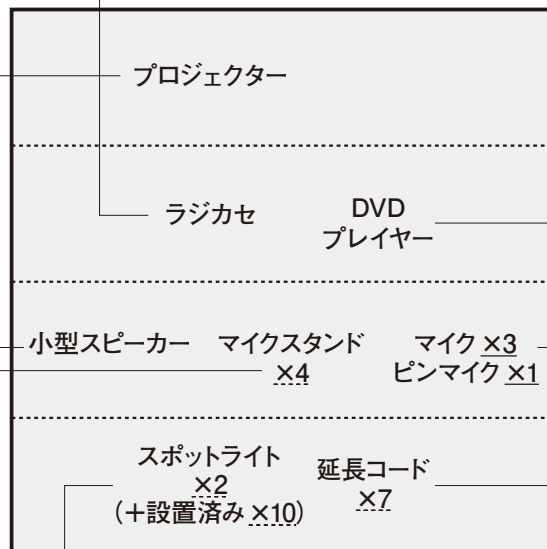 プロジェクター
ラジカセ
DVD
プレイヤー
小型スピーカー
マイクスタンド
×4
マイク ×3
ピンマイク ×1
スポットライト
×2
(+設置済み ×10)
延長コード
×7